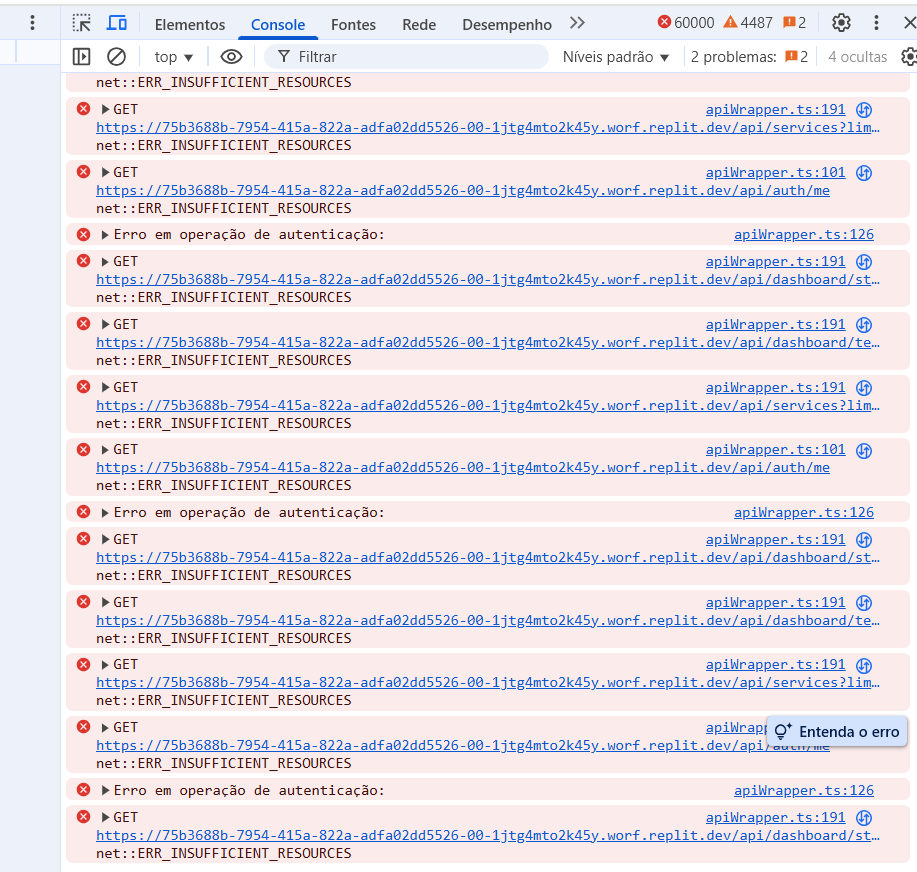 Elementos Console Fontes Rede Desempenho 60000 4487 2
top Filtrar Níveis padrão 2 problemas: 2 4 ocultas
net::ERR_INSUFFICIENT_RESOURCES
GET apiWrapper.ts:191
https://75b3688b-7954-415a-822a-adfa02dd5526-00-1jtg4mto2k45y.worf.replit.dev/api/services?lim…
net::ERR_INSUFFICIENT_RESOURCES
GET apiWrapper.ts:101
https://75b3688b-7954-415a-822a-adfa02dd5526-00-1jtg4mto2k45y.worf.replit.dev/api/auth/me
net::ERR_INSUFFICIENT_RESOURCES
Erro em operação de autenticação: apiWrapper.ts:126
GET apiWrapper.ts:191
https://75b3688b-7954-415a-822a-adfa02dd5526-00-1jtg4mto2k45y.worf.replit.dev/api/dashboard/st…
net::ERR_INSUFFICIENT_RESOURCES
GET apiWrapper.ts:191
https://75b3688b-7954-415a-822a-adfa02dd5526-00-1jtg4mto2k45y.worf.replit.dev/api/dashboard/te…
net::ERR_INSUFFICIENT_RESOURCES
GET apiWrapper.ts:191
https://75b3688b-7954-415a-822a-adfa02dd5526-00-1jtg4mto2k45y.worf.replit.dev/api/services?lim…
net::ERR_INSUFFICIENT_RESOURCES
GET apiWrapper.ts:101
https://75b3688b-7954-415a-822a-adfa02dd5526-00-1jtg4mto2k45y.worf.replit.dev/api/auth/me
net::ERR_INSUFFICIENT_RESOURCES
Erro em operação de autenticação: apiWrapper.ts:126
GET apiWrapper.ts:191
https://75b3688b-7954-415a-822a-adfa02dd5526-00-1jtg4mto2k45y.worf.replit.dev/api/dashboard/st…
net::ERR_INSUFFICIENT_RESOURCES
GET apiWrapper.ts:191
https://75b3688b-7954-415a-822a-adfa02dd5526-00-1jtg4mto2k45y.worf.replit.dev/api/dashboard/te…
net::ERR_INSUFFICIENT_RESOURCES
GET apiWrapper.ts:191
https://75b3688b-7954-415a-822a-adfa02dd5526-00-1jtg4mto2k45y.worf.replit.dev/api/services?lim…
net::ERR_INSUFFICIENT_RESOURCES
GET apiWrap Entenda o erro
https://75b3688b-7954-415a-822a-adfa02dd5526-00-1jtg4mto2k45y.worf.replit.dev/api/auth/me
net::ERR_INSUFFICIENT_RESOURCES
Erro em operação de autenticação: apiWrapper.ts:126
GET apiWrapper.ts:191
https://75b3688b-7954-415a-822a-adfa02dd5526-00-1jtg4mto2k45y.worf.replit.dev/api/dashboard/st…
net::ERR_INSUFFICIENT_RESOURCES